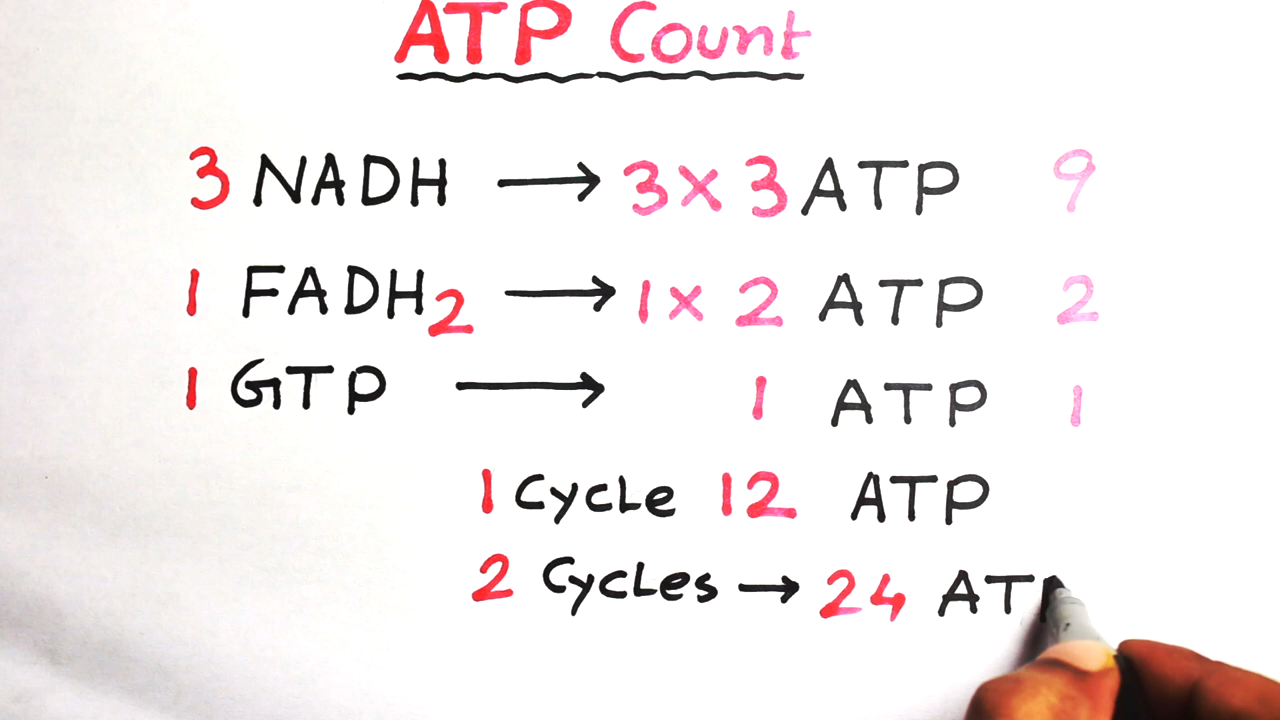 ATP Count
3 NADH → 3 x 3 ATP 9
1 FADH2 → 1 x 2 ATP 2
1 GTP → 1 ATP 1
1 Cycle 12 ATP
2 Cycles → 24 AT